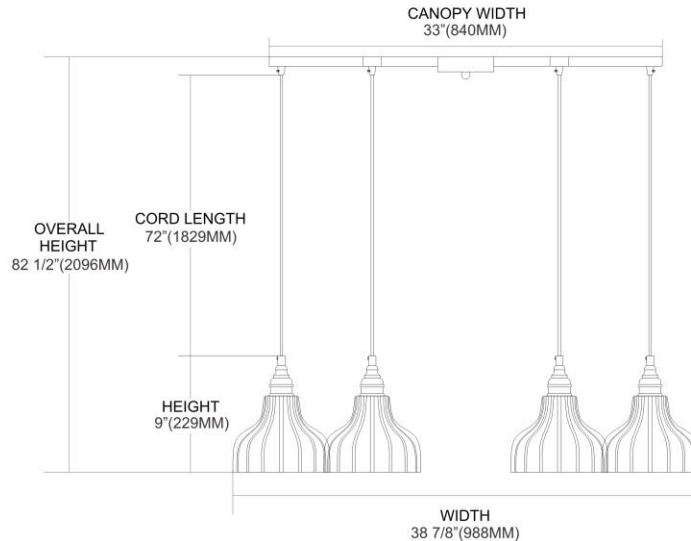 CANOPY WIDTH
33”(840MM)
OVERALL
HEIGHT
82 1/2”(2096MM)
CORD LENGTH
72”(1829MM)
HEIGHT
9”(229MM)
WIDTH
38 7/8”(988MM)